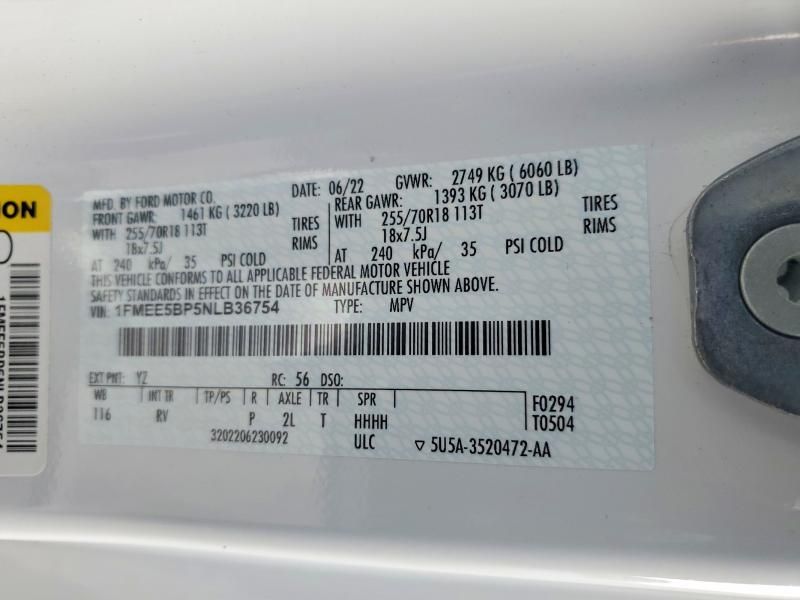 MFD. BY FORD MOTOR CO.
DATE: 06/22 GVWR: 2749 KG ( 6060 LB)
FRONT GAWR: 1461 KG ( 3220 LB)
REAR GAWR: 1393 KG ( 3070 LB)
WITH 255/70R18 113T TIRES
WITH 255/70R18 113T TIRES
18x7.5J RIMS
18x7.5J RIMS
AT 240 kPa/ 35 PSI COLD
AT 240 kPa/ 35 PSI COLD
THIS VEHICLE CONFORMS TO ALL APPLICABLE FEDERAL MOTOR VEHICLE
SAFETY STANDARDS IN EFFECT ON THE DATE OF MANUFACTURE SHOWN ABOVE.
VIN: 1FMEE5BP5NLB36754 TYPE: MPV
EXT PNT: YZ RC: 56 DSO:
WB INT TR TP/PS R AXLE TR SPR
116 RV P 2L T HHHH
F0294
T0504
3202206230092 ULC ▽ 5U5A-3520472-AA
ION
1FMEE5BP5NLB36754